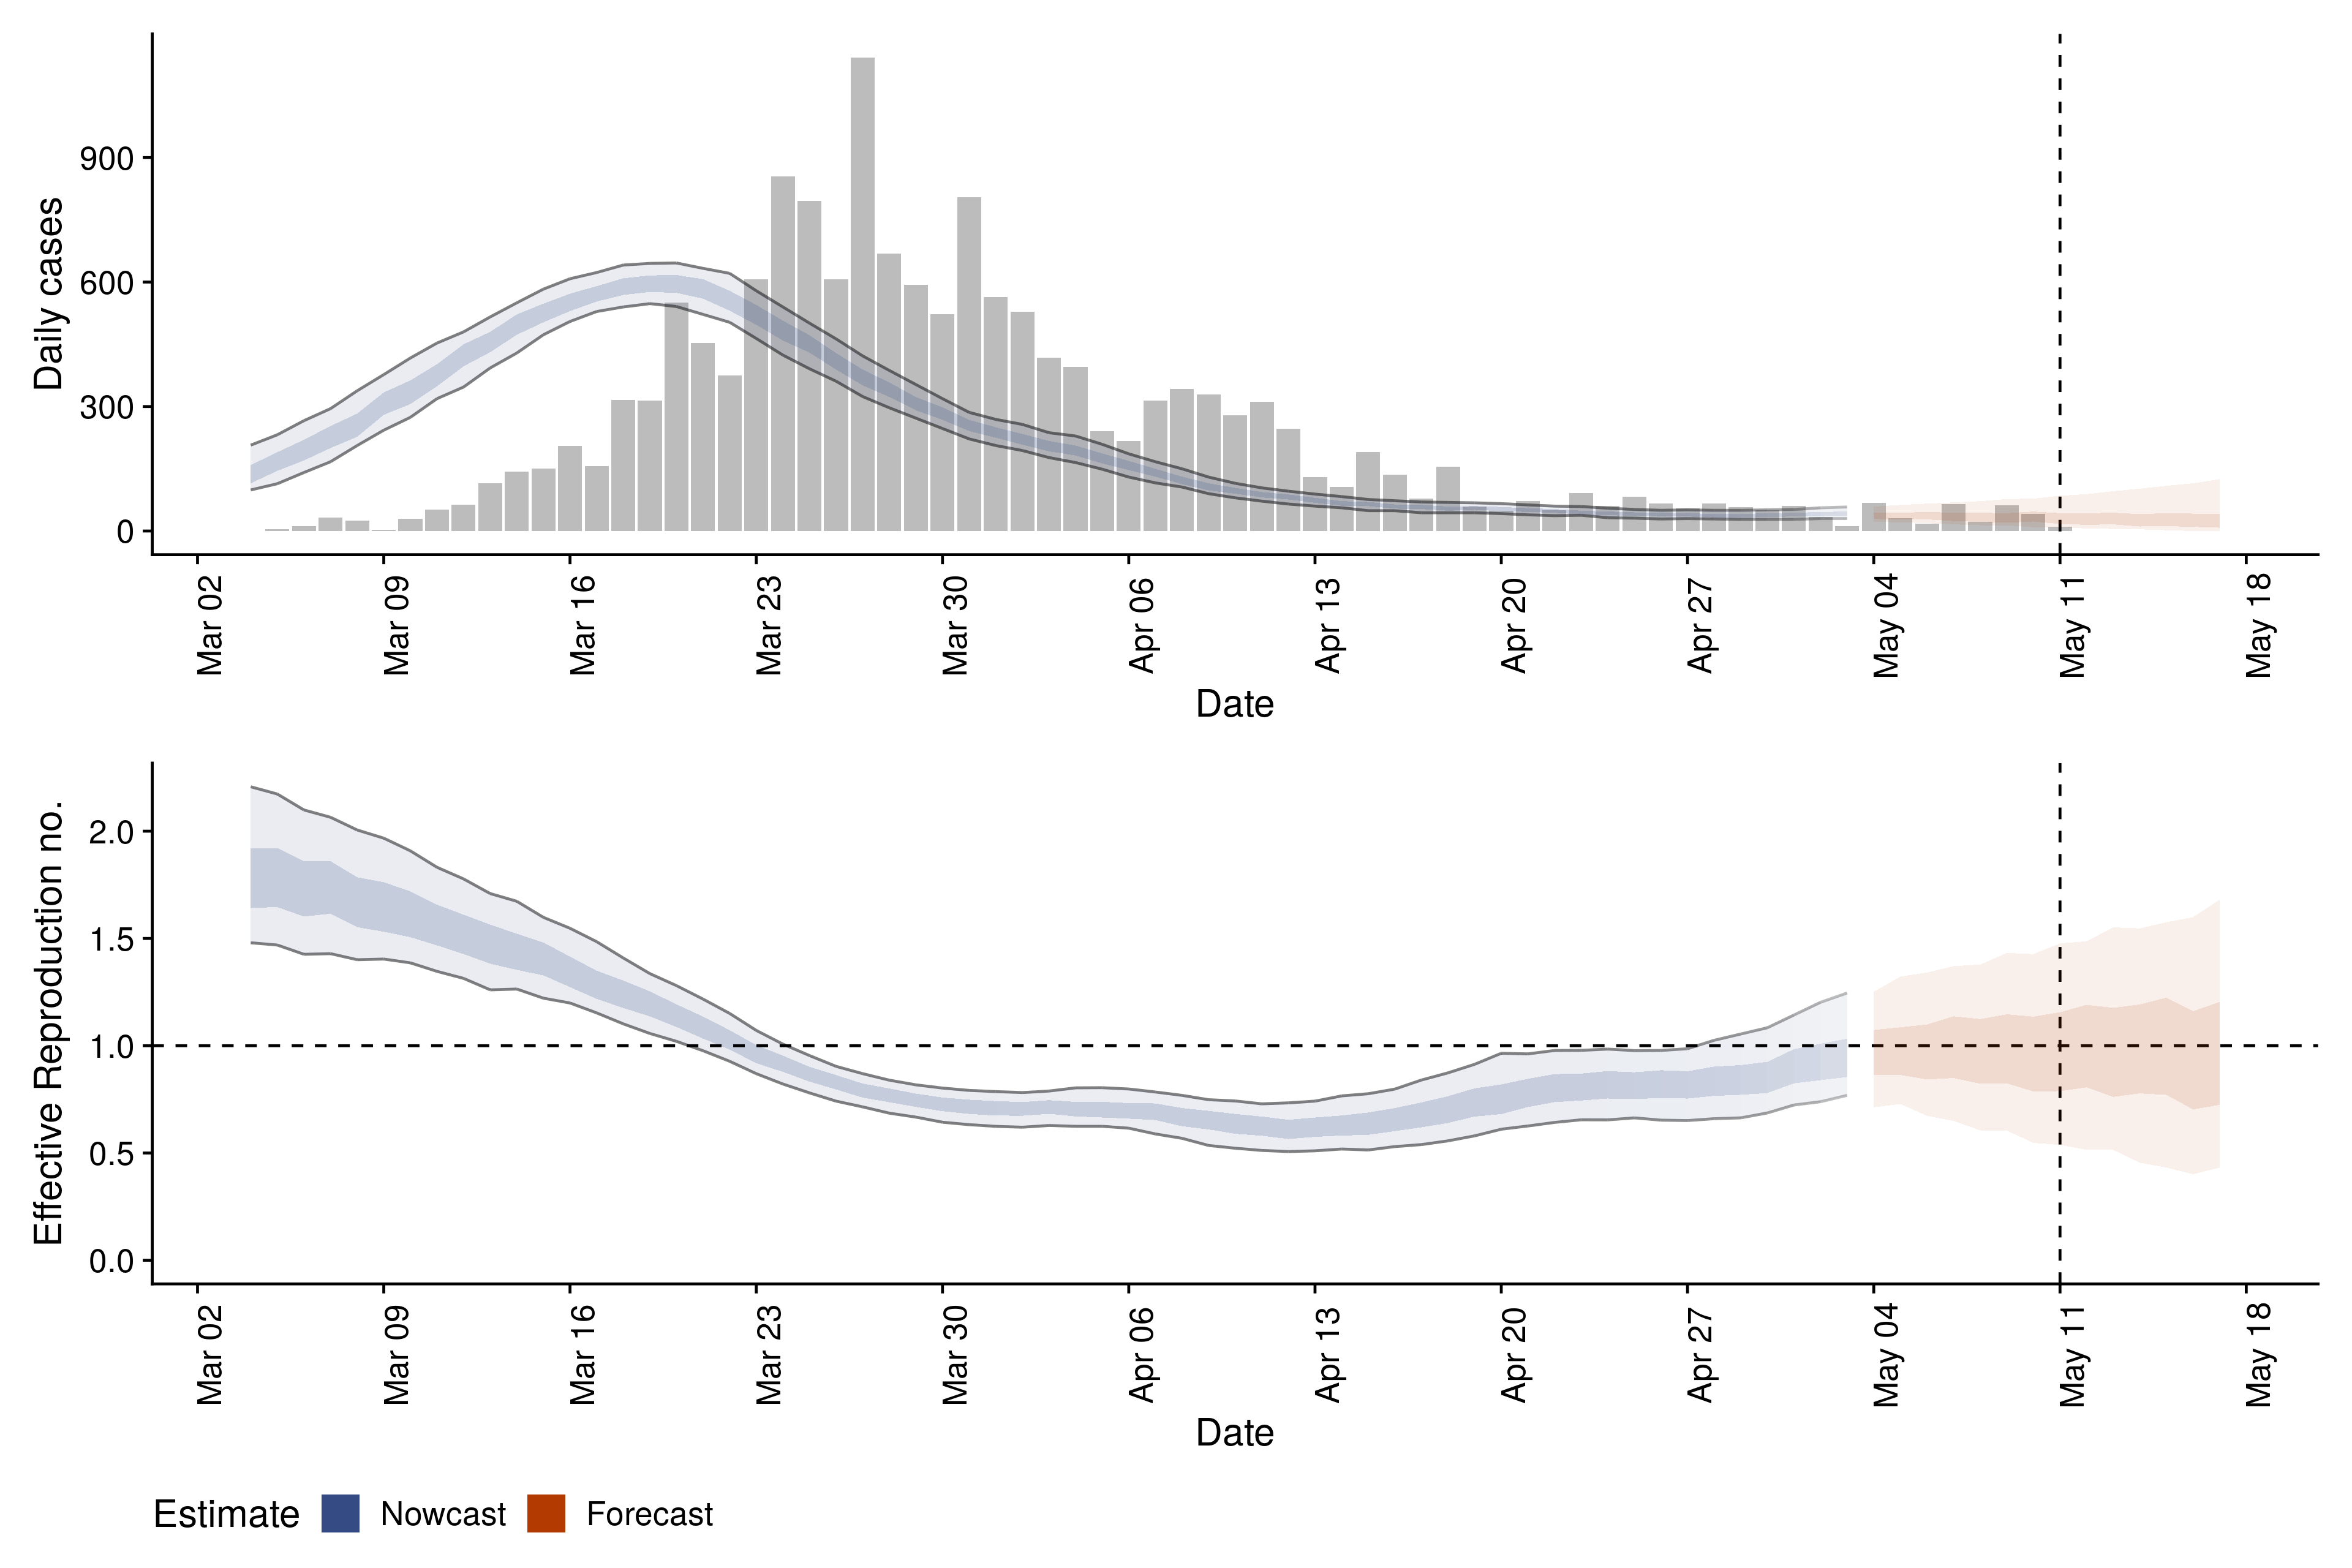 Daily cases
900
600
300
0
Mar 02
Mar 09
Mar 16
Mar 23
Mar 30
Apr 06
Apr 13
Apr 20
Apr 27
May 04
May 11
May 18
Date
Effective Reproduction no.
2.0
1.5
1.0
0.5
0.0
Mar 02
Mar 09
Mar 16
Mar 23
Mar 30
Apr 06
Apr 13
Apr 20
Apr 27
May 04
May 11
May 18
Date
Estimate Nowcast Forecast